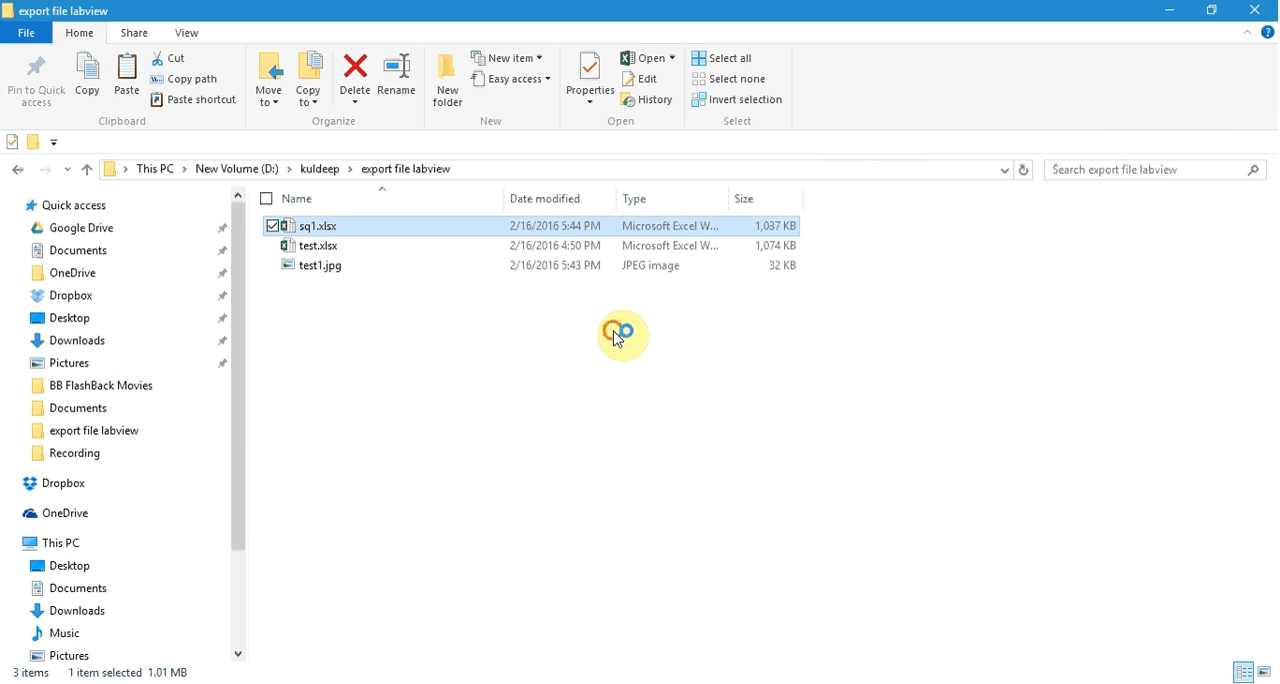 export file labview
File Home Share View
Pin to Quick access
Copy
Paste
Cut
Copy path
Paste shortcut
Clipboard
Move to
Copy to
Delete
Rename
Organize
New folder
New item
Easy access
New
Properties
Open
Edit
History
Open
Select all
Select none
Invert selection
Select
This PC New Volume (D:) kuldeep export file labview
Search export file labview
Quick access
Google Drive
Documents
OneDrive
Dropbox
Desktop
Downloads
Pictures
BB FlashBack Movies
Documents
export file labview
Recording
Dropbox
OneDrive
This PC
Desktop
Documents
Downloads
Music
Pictures
Name Date modified Type Size
sq1.xlsx 2/16/2016 5:44 PM Microsoft Excel W... 1,037 KB
test.xlsx 2/16/2016 4:50 PM Microsoft Excel W... 1,074 KB
test1.jpg 2/16/2016 5:43 PM JPEG image 32 KB
3 items 1 item selected 1.01 MB